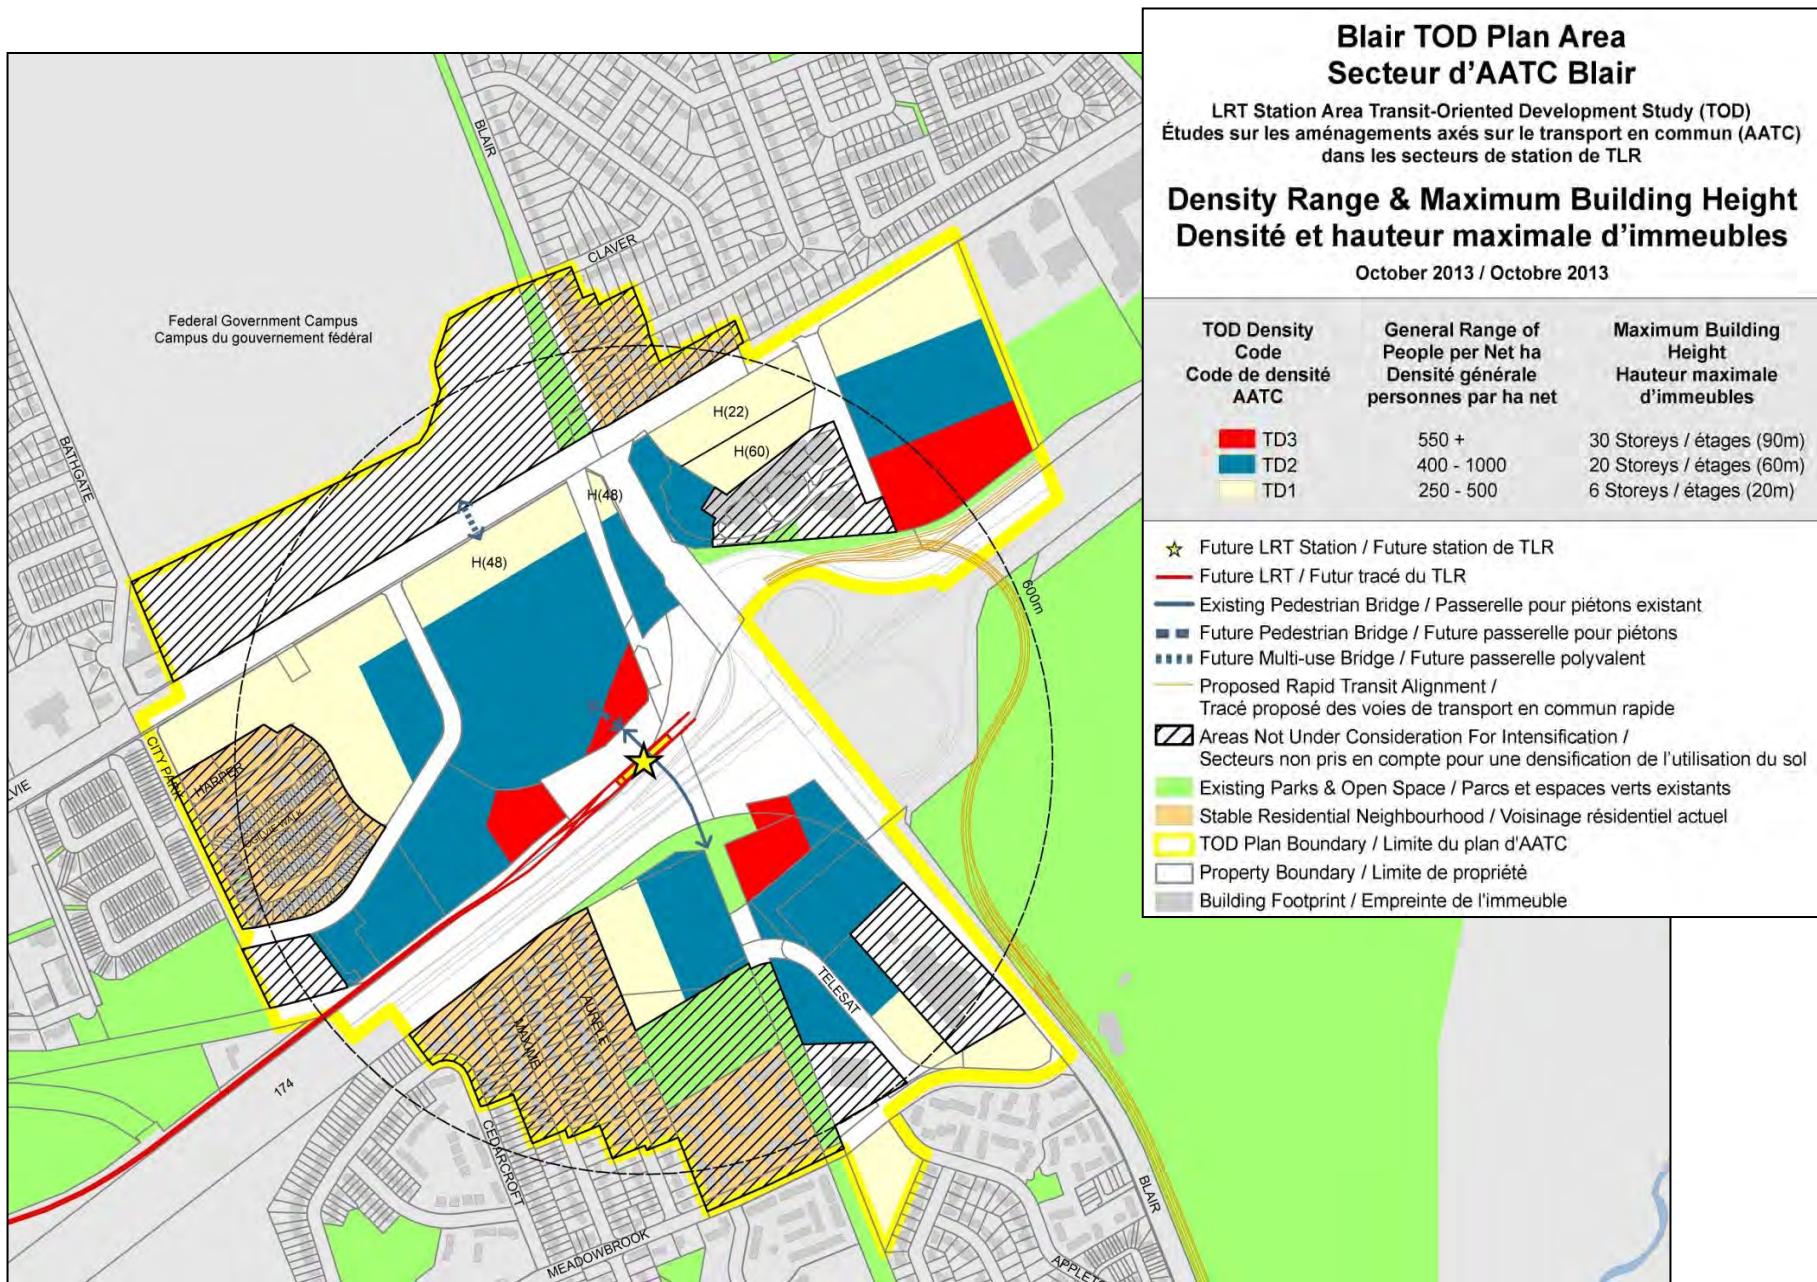 Blair TOD Plan Area
Secteur d'AATC Blair
LRT Station Area Transit-Oriented Development Study (TOD)
Études sur les aménagements axés sur le transport en commun (AATC)
dans les secteurs de station de TLR
Density Range & Maximum Building Height
Densité et hauteur maximale d'immeubles
October 2013 / Octobre 2013
TOD Density
Code
Code de densité
AATC
General Range of
People per Net ha
Densité générale
personnes par ha net
Maximum Building
Height
Hauteur maximale
d'immeubles
TD3 550 + 30 Storeys / étages (90m)
TD2 400 - 1000 20 Storeys / étages (60m)
TD1 250 - 500 6 Storeys / étages (20m)
Future LRT Station / Future station de TLR
Future LRT / Futur tracé du TLR
Existing Pedestrian Bridge / Passerelle pour piétons existant
Future Pedestrian Bridge / Future passerelle pour piétons
Future Multi-use Bridge / Future passerelle polyvalent
Proposed Rapid Transit Alignment /
Tracé proposé des voies de transport en commun rapide
Areas Not Under Consideration For Intensification /
Secteurs non pris en compte pour une densification de l'utilisation du sol
Existing Parks & Open Space / Parcs et espaces verts existants
Stable Residential Neighbourhood / Voisinage résidentiel actuel
TOD Plan Boundary / Limite du plan d'AATC
Property Boundary / Limite de propriété
Building Footprint / Empreinte de l'immeuble
BLAIR
CLAVER
Federal Government Campus
Campus du gouvernement fédéral
BATHGATE
H(22)
H(60)
H(48)
H(48)
600m
CITY PARK
HARPER
OGILVIE WALK
LVIE
TELESAT
AURELE
MAXIME
174
CEDARCROFT
MEADOWBROOK
BLAIR
APPLET